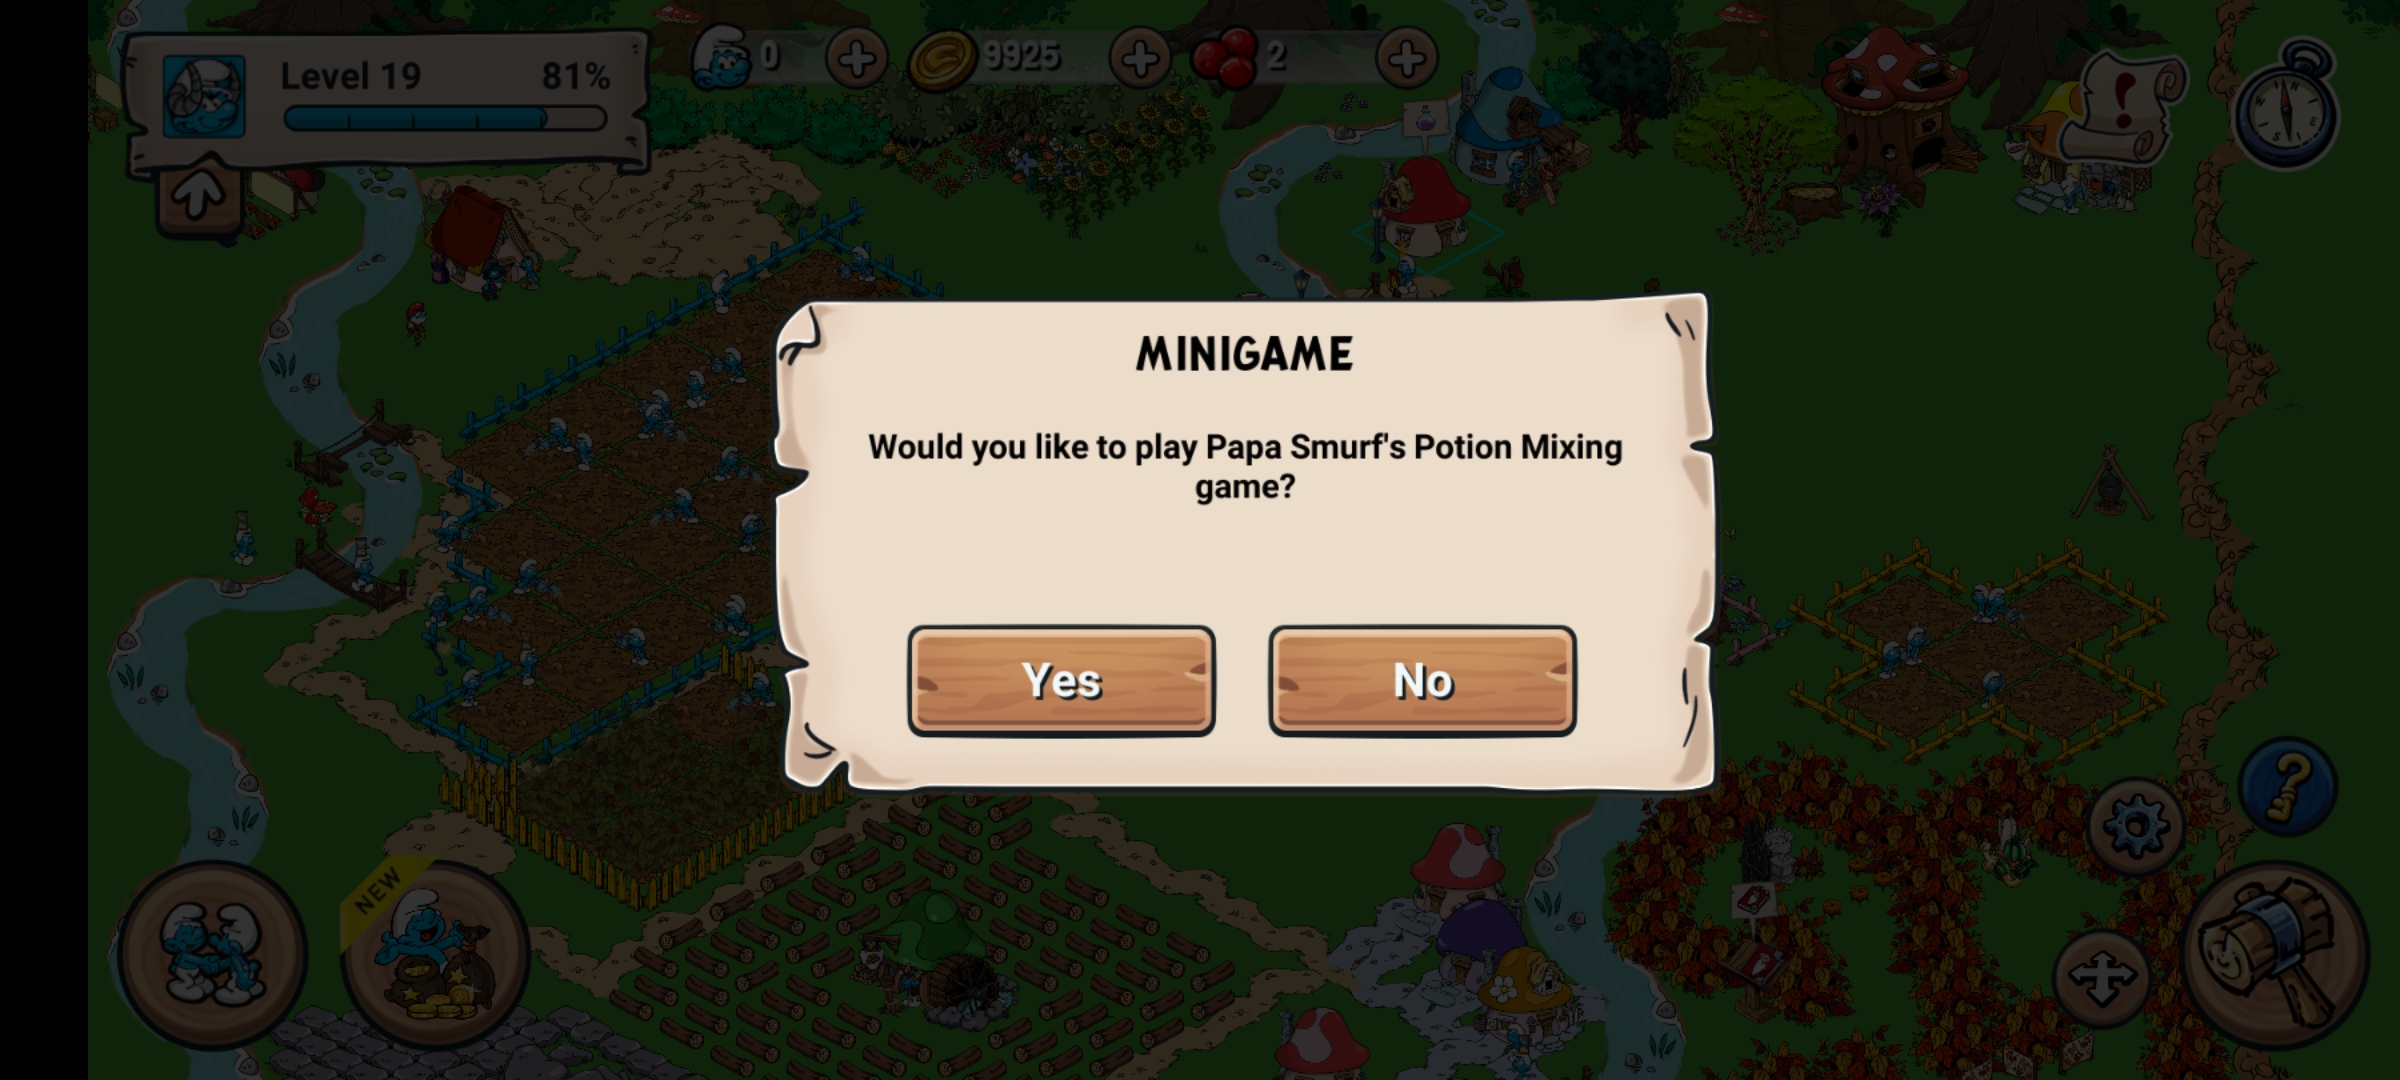 Level 19 81%
0
9925
2
MINIGAME
Would you like to play Papa Smurf's Potion Mixing
game?
Yes
No
NEW